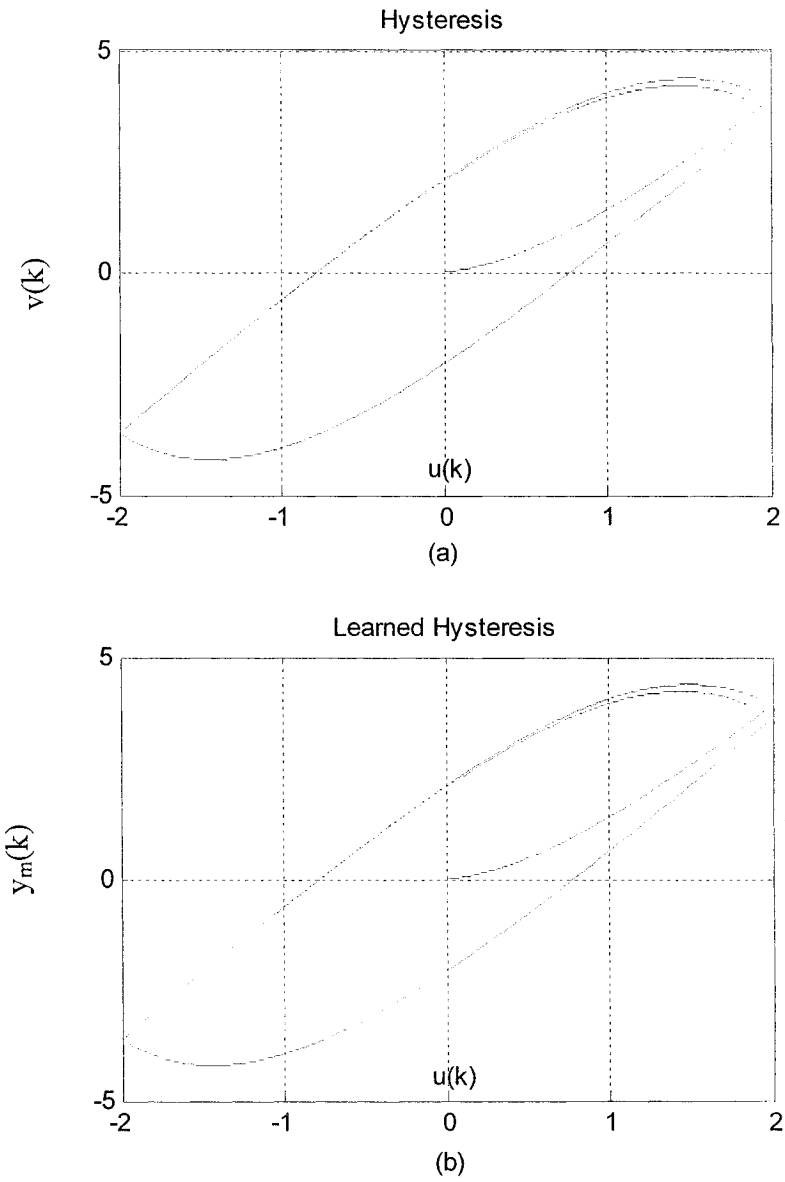 Hysteresis
5
0
-5
v(k)
u(k)
-2 -1 0 1 2
(a)
Learned Hysteresis
5
0
-5
yₘ(k)
u(k)
-2 -1 0 1 2
(b)